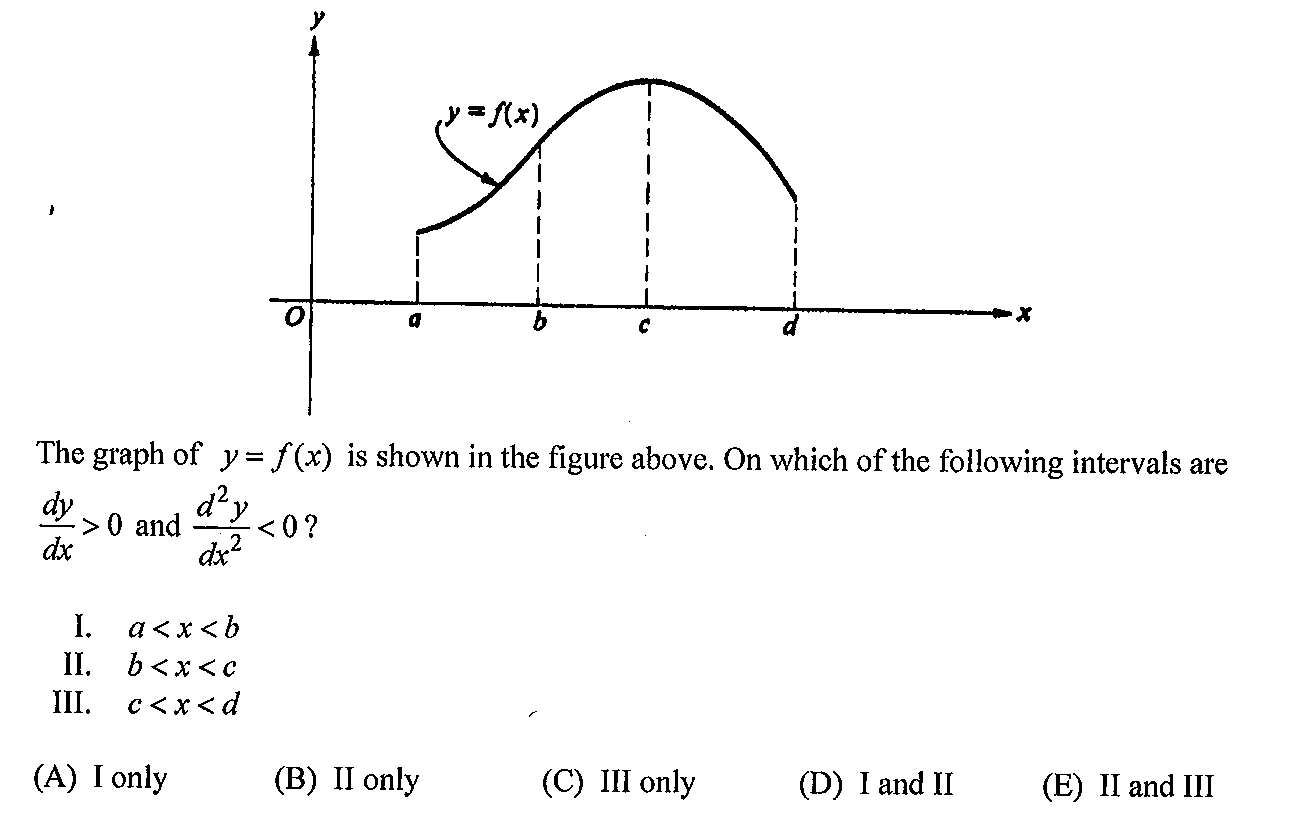 y
y = f(x)
O a b c d x
The graph of y = f(x) is shown in the figure above. On which of the following intervals are
dy/dx > 0 and d²y/dx² < 0 ?
I. a < x < b
II. b < x < c
III. c < x < d
(A) I only (B) II only (C) III only (D) I and II (E) II and III